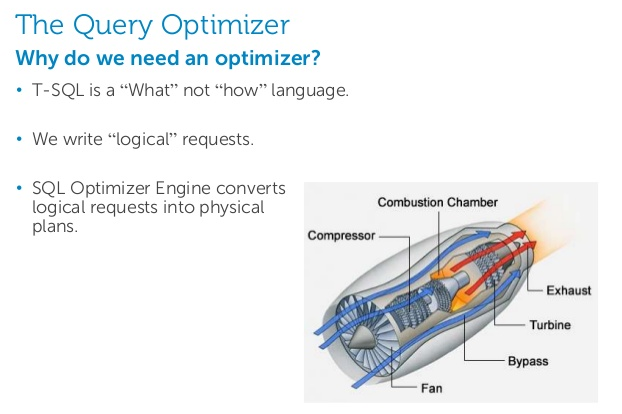 The Query Optimizer
Why do we need an optimizer?
• T-SQL is a “What” not “how” language.
• We write “logical” requests.
• SQL Optimizer Engine converts
logical requests into physical
plans.
Combustion Chamber
Compressor
Exhaust
Turbine
Bypass
Fan